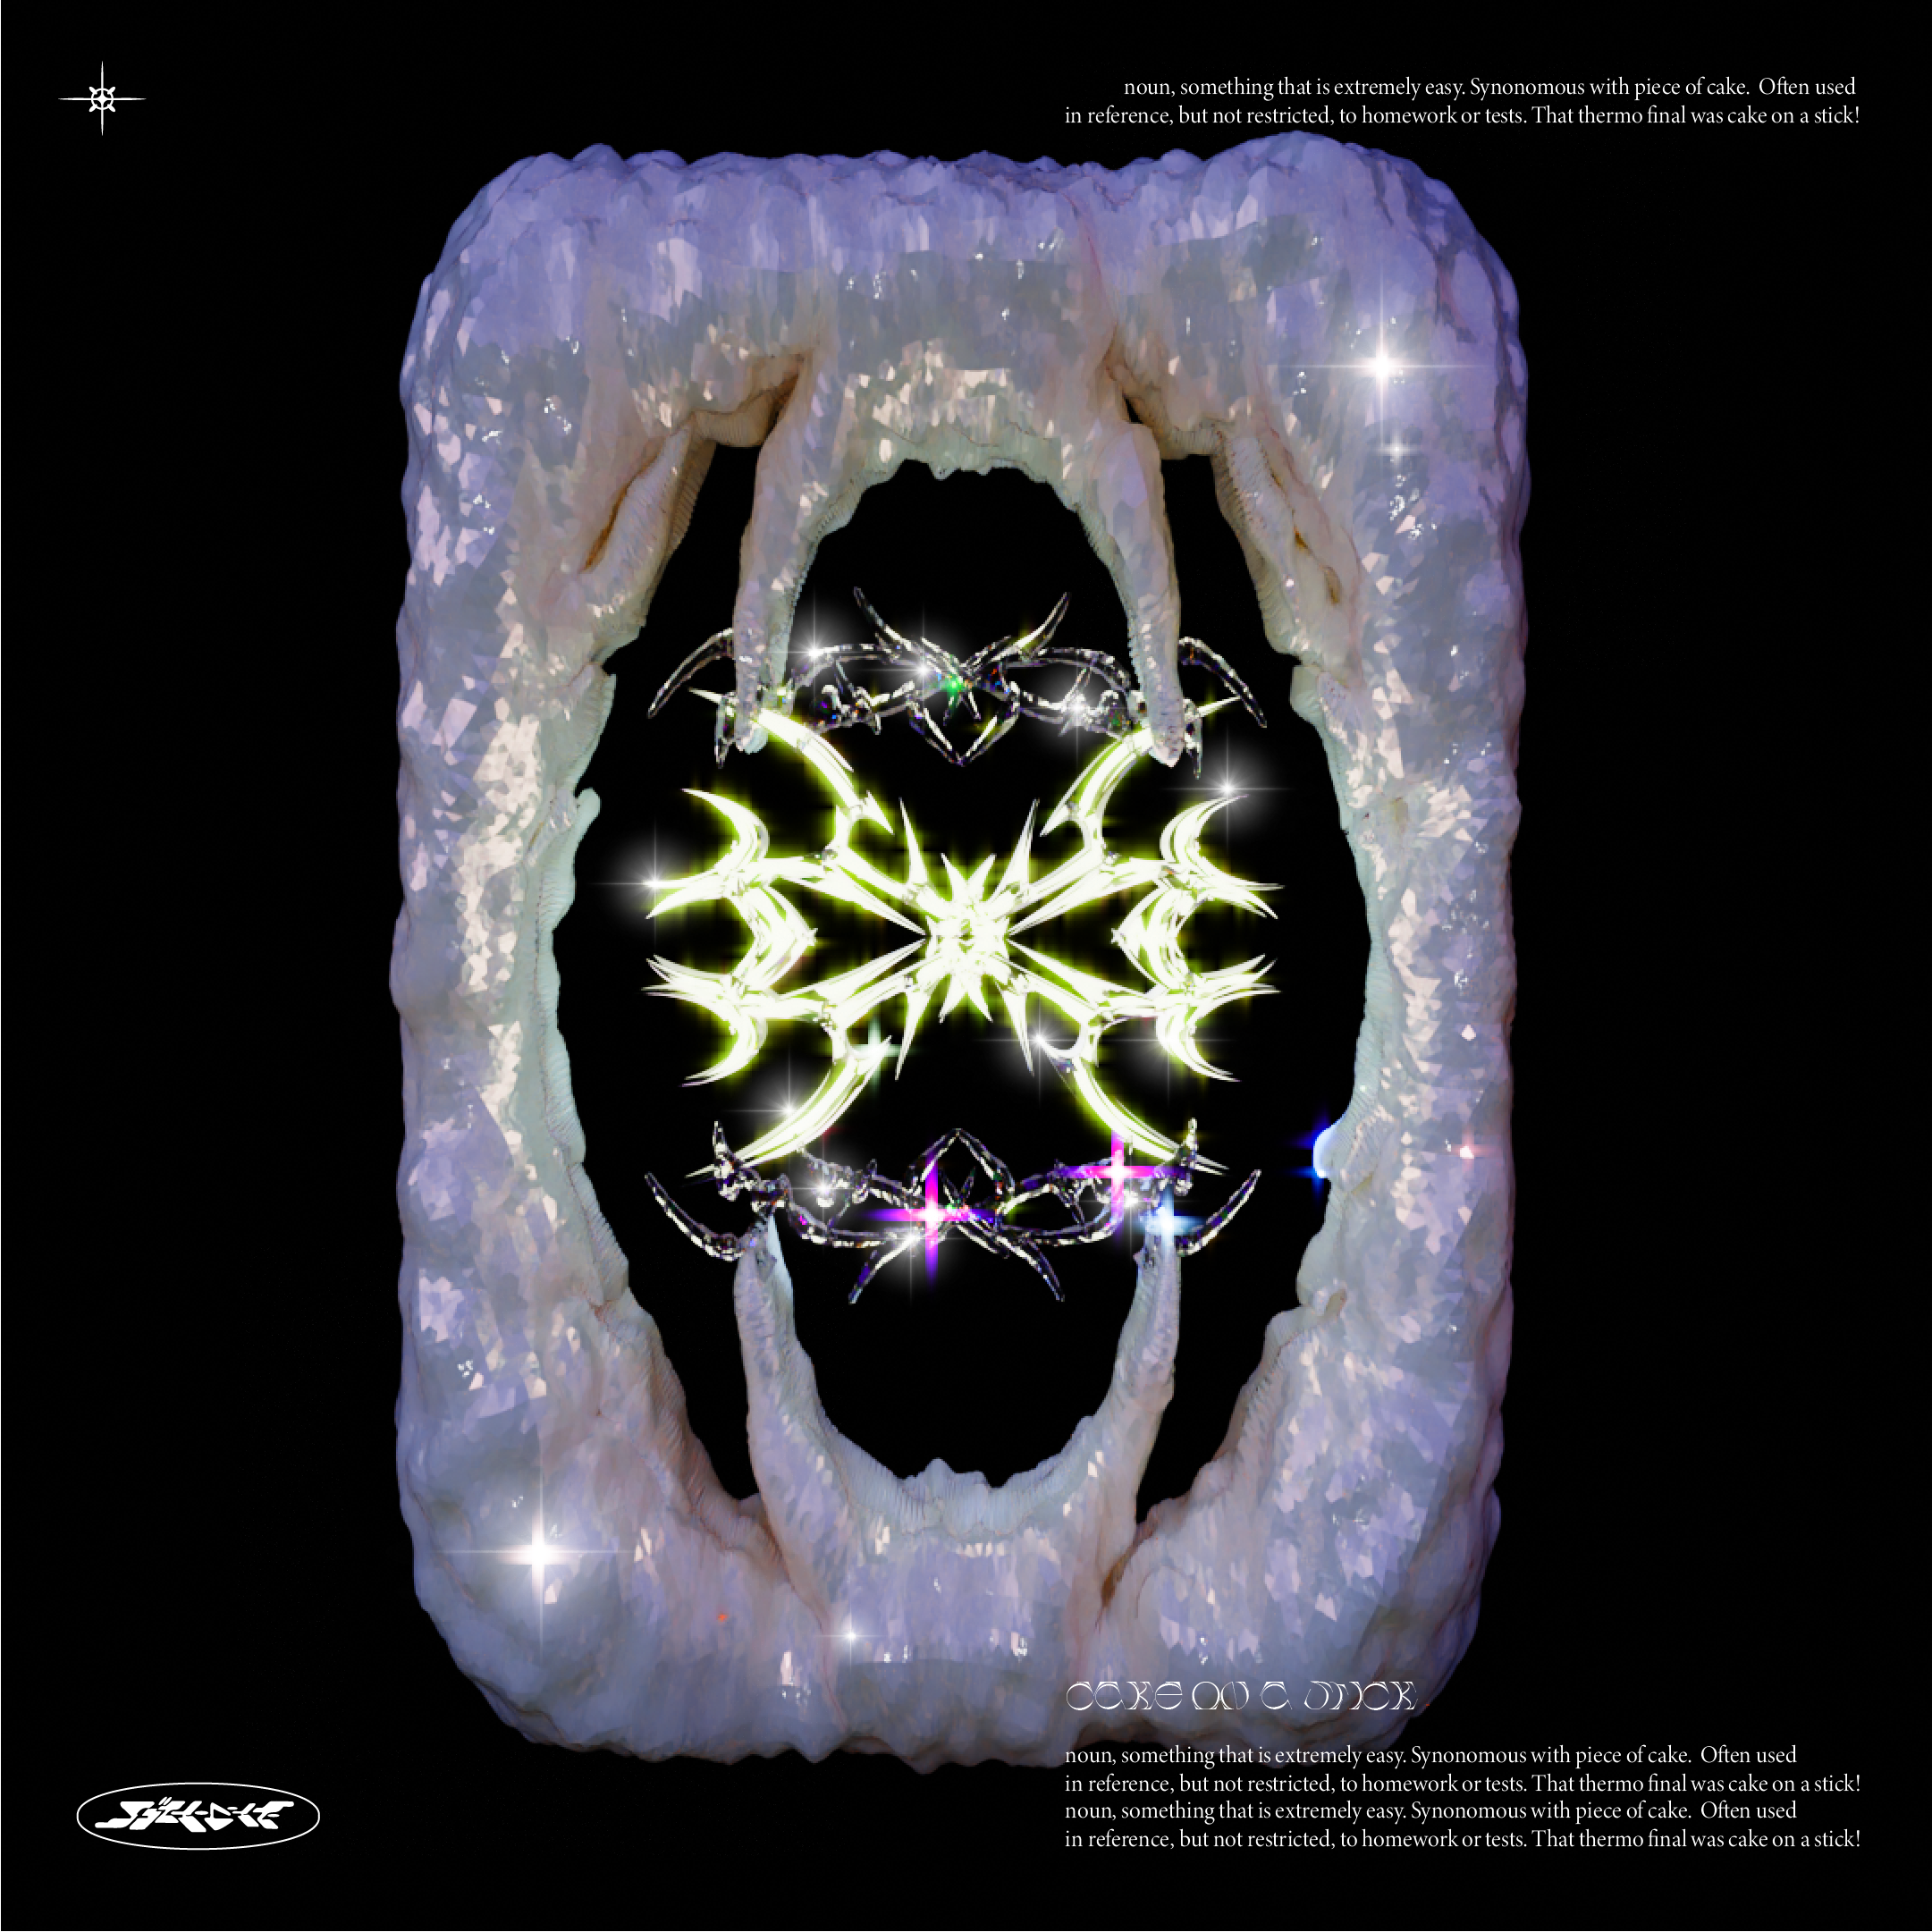 noun, something that is extremely easy. Synonomous with piece of cake.  Often used
in reference, but not restricted, to homework or tests. That thermo final was cake on a stick!
CAKE ON A STICK
noun, something that is extremely easy. Synonomous with piece of cake.  Often used
in reference, but not restricted, to homework or tests. That thermo final was cake on a stick!
noun, something that is extremely easy. Synonomous with piece of cake.  Often used
in reference, but not restricted, to homework or tests. That thermo final was cake on a stick!